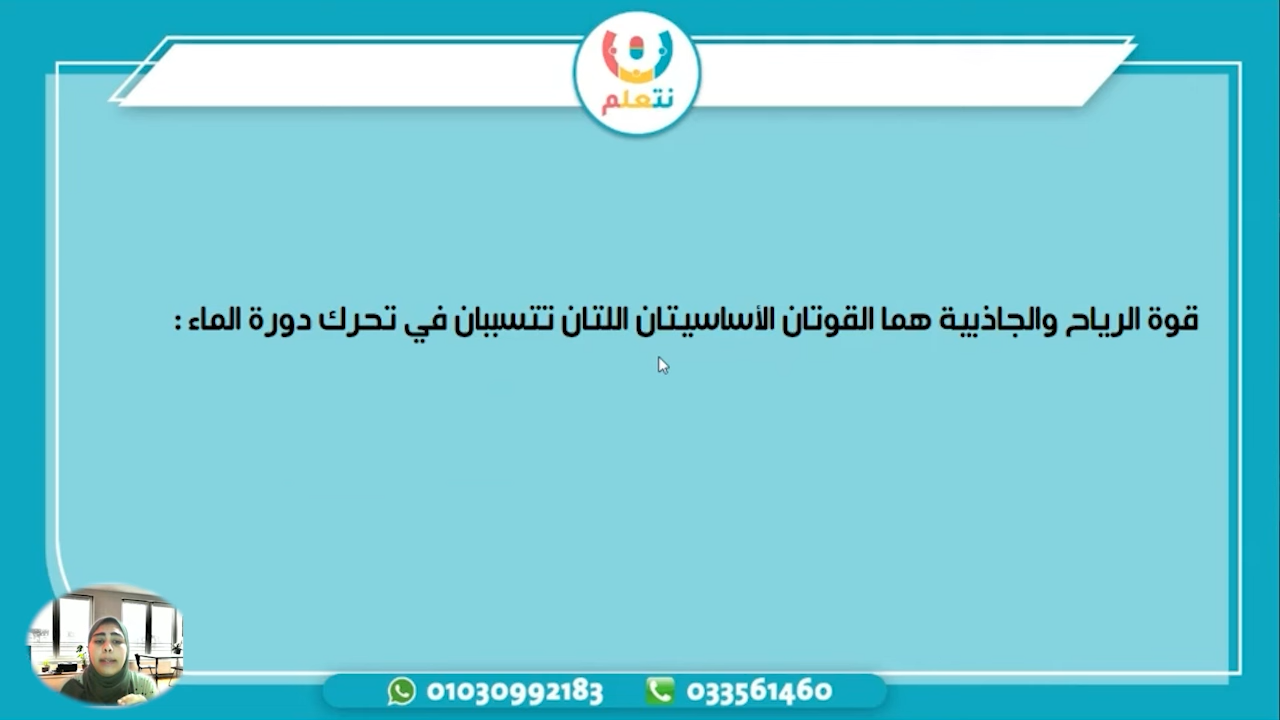 نتعلم
قوة الرياح والجاذبية هما القوتان الأساسيتان اللتان تتسببان في تحرك دورة الماء :
01030992183
033561460